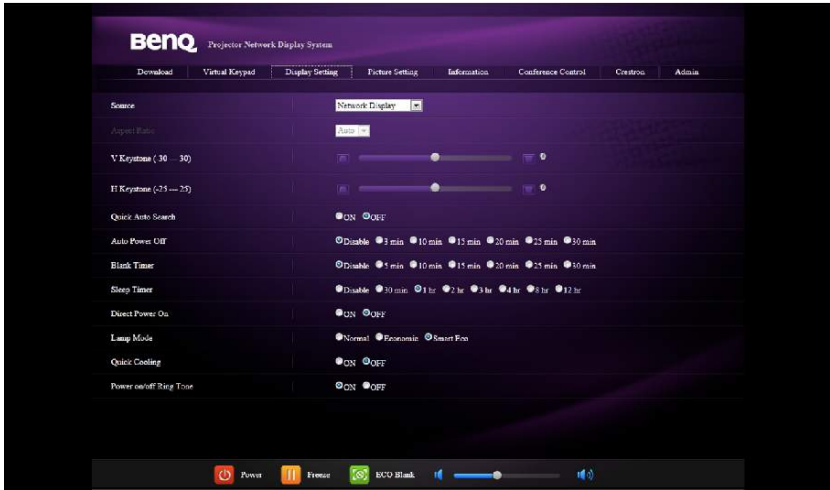 BenQ Projector Network Display System
Download Virtual Keypad Display Setting Picture Setting Information Conference Control Crestron Admin
Source Network Display
Aspect Ratio Auto
V Keystone ( 30 --- 30) 0
H Keystone (-25 --- 25) 0
Quick Auto Search ON OFF
Auto Power Off Disable 3 min 10 min 15 min 20 min 25 min 30 min
Blank Timer Disable 5 min 10 min 15 min 20 min 25 min 30 min
Sleep Timer Disable 30 min 1 hr 2 hr 3 hr 4 hr 8 hr 12 hr
Direct Power On ON OFF
Lamp Mode Normal Economic Smart Eco
Quick Cooling ON OFF
Power on/off Ring Tone ON OFF
Power Freeze ECO Blank